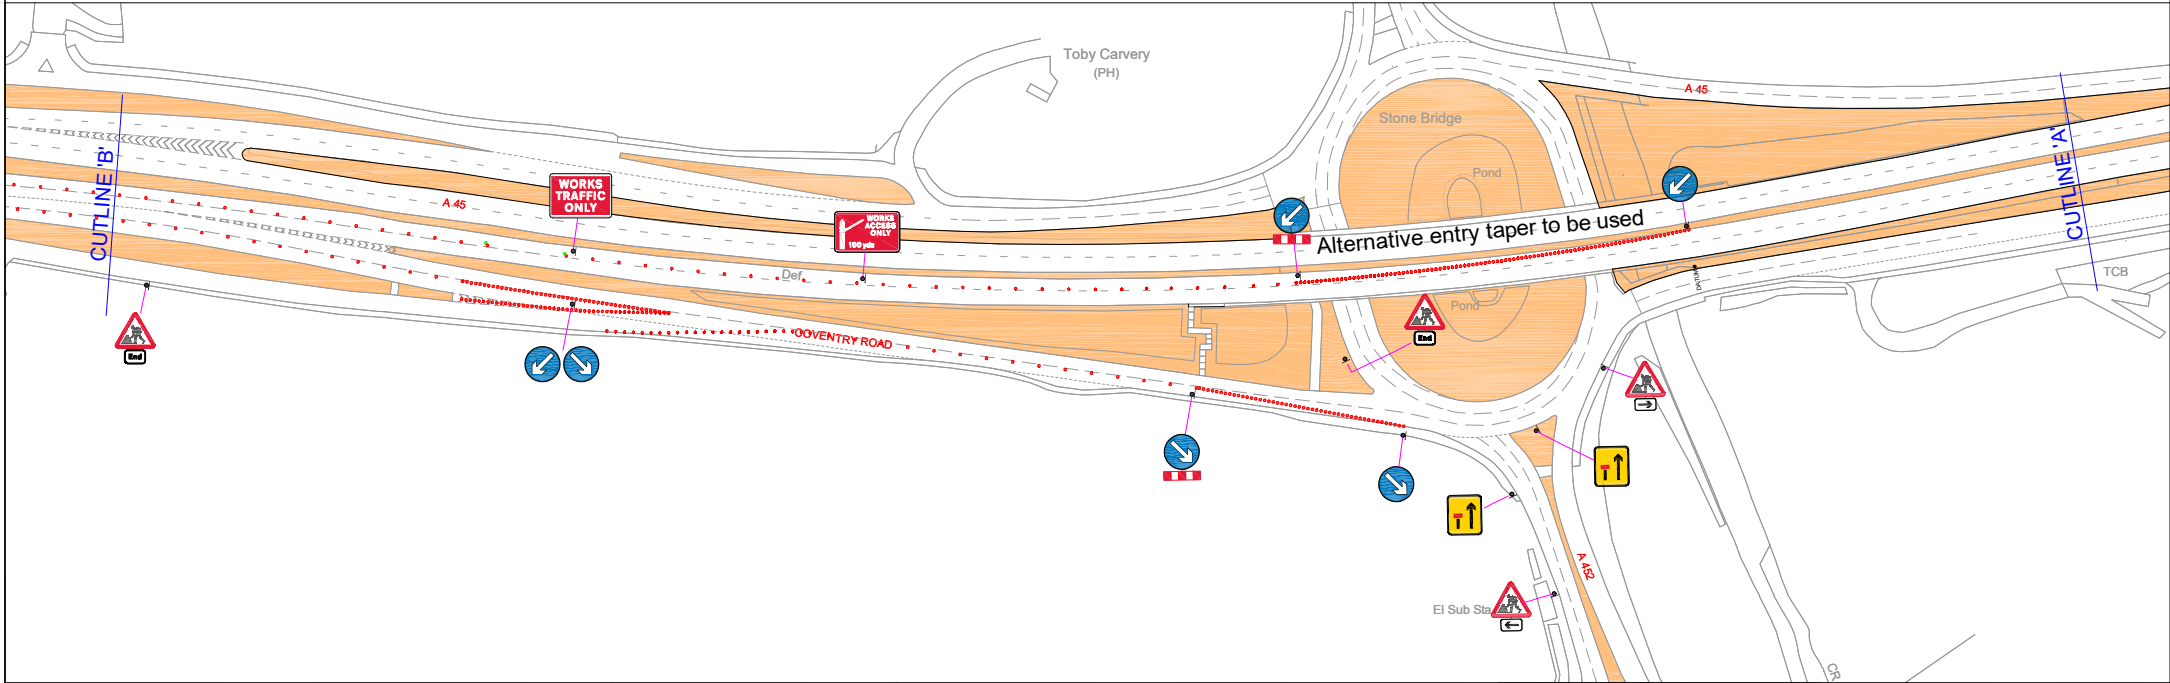 Toby Carvery
(PH)
A 45
Stone Bridge
CUTLINE 'A'
CUTLINE 'B'
Pond
WORKS
TRAFFIC
ONLY
A 45
WORKS
ACCESS
ONLY
100 yds
Alternative entry taper to be used
TCB
Def
Pond
End
End
COVENTRY ROAD
A 452
El Sub Sta
CR